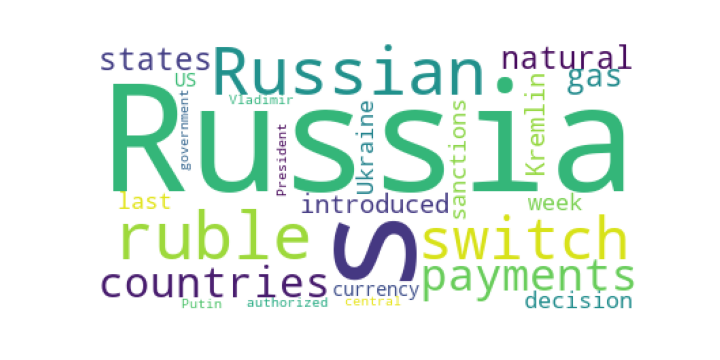 states
Russian
natural
US
gas
Vladimir
government
Russia
President
Ukraine
sanctions
Kremlin
last
introduced
week
ruble
s
switch
countries
currency
payments
Putin
authorized
central
decision